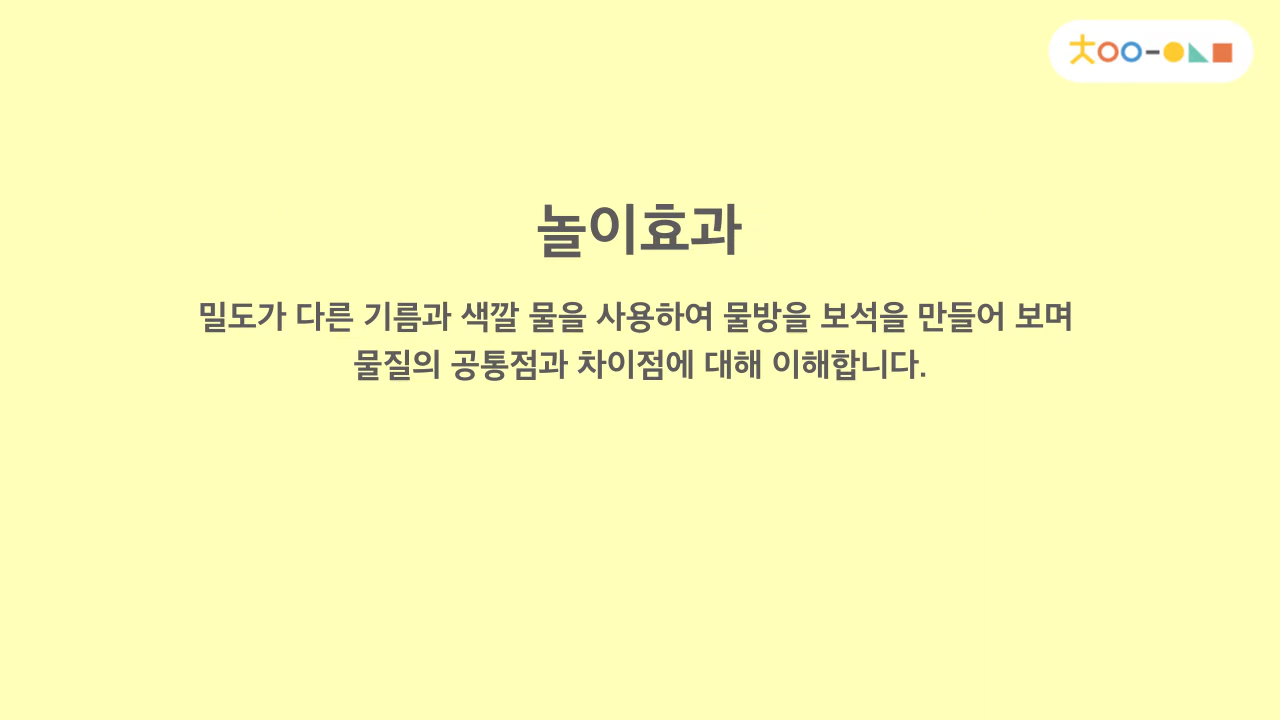 놀이효과
밀도가 다른 기름과 색깔 물을 사용하여 물방을 보석을 만들어 보며
물질의 공통점과 차이점에 대해 이해합니다.